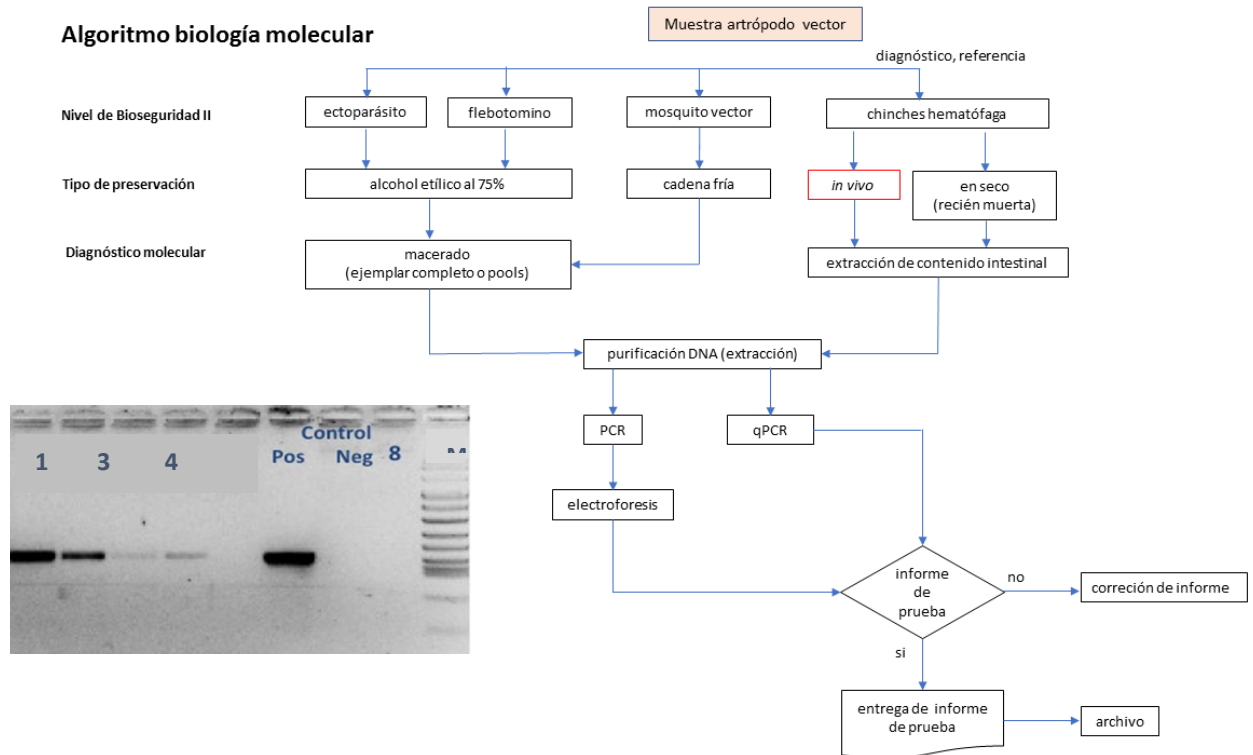 Algoritmo biología molecular
Muestra artrópodo vector
diagnóstico, referencia
Nivel de Bioseguridad II
ectoparásito
flebotomino
mosquito vector
chinches hematófaga
Tipo de preservación
alcohol etílico al 75%
cadena fría
in vivo
en seco
(recién muerta)
Diagnóstico molecular
macerado
(ejemplar completo o pools)
extracción de contenido intestinal
purificación DNA (extracción)
PCR
qPCR
electroforesis
1 3 4
Control
Pos Neg 8
informe
de
prueba
no
correción de informe
si
entrega de informe
de prueba
archivo